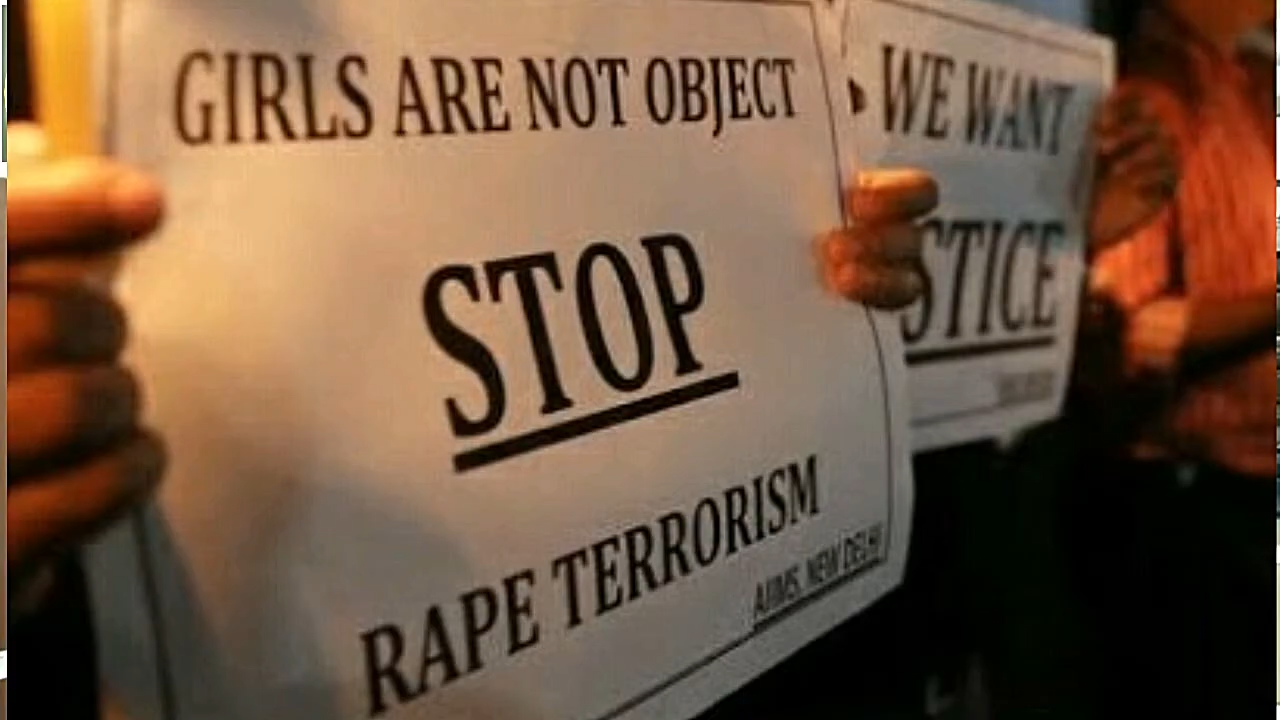 GIRLS ARE NOT OBJECT
STOP
RAPE TERRORISM
AIIMS, NEW DELHI
WE WANT
STICE